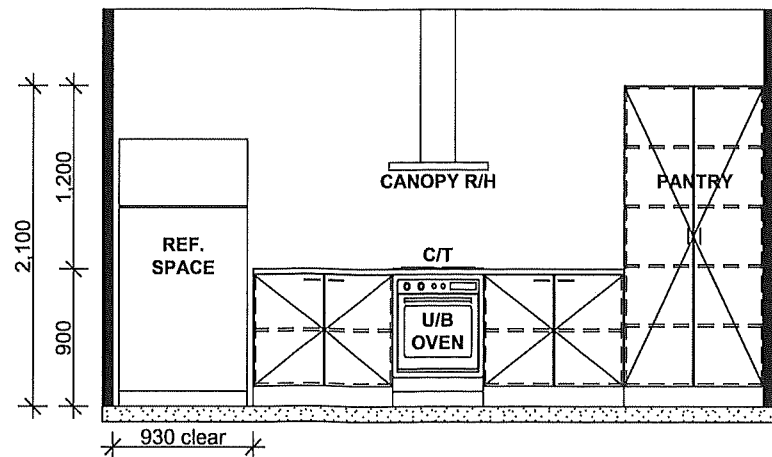 CANOPY R/H
PANTRY
1,200
2,100
REF.
SPACE
C/T
U/B
OVEN
900
930 clear